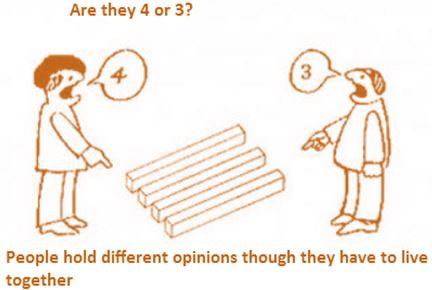 Are they 4 or 3?
4
3
People hold different opinions though they have to live
together